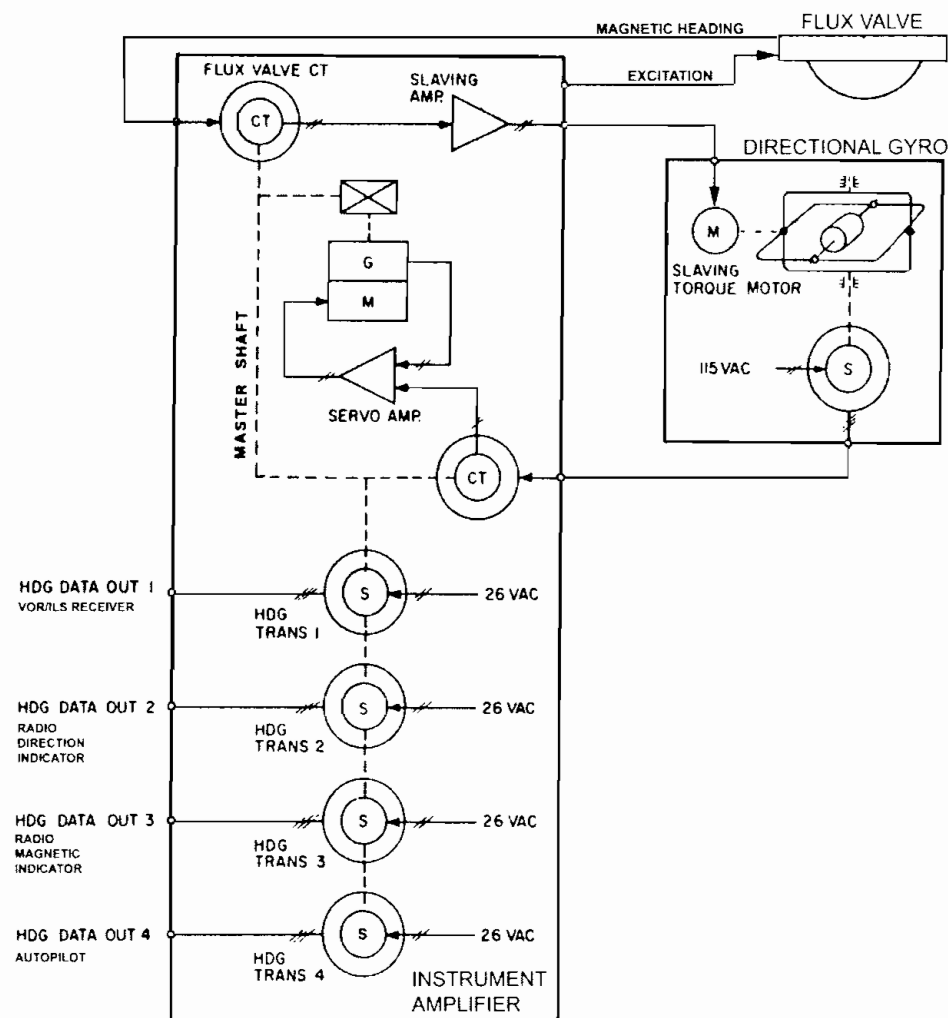 MAGNETIC HEADING
FLUX VALVE
EXCITATION
FLUX VALVE CT
CT
SLAVING
AMP.
DIRECTIONAL GYRO
M
SLAVING
TORQUE MOTOR
115 VAC
S
G
M
MASTER SHAFT
SERVO AMP.
CT
HDG DATA OUT 1
VOR/ILS RECEIVER
HDG
TRANS 1
S
26 VAC
HDG DATA OUT 2
RADIO
DIRECTION
INDICATOR
HDG
TRANS 2
S
26 VAC
HDG DATA OUT 3
RADIO
MAGNETIC
INDICATOR
HDG
TRANS 3
S
26 VAC
HDG DATA OUT 4
AUTOPILOT
HDG
TRANS 4
S
26 VAC
INSTRUMENT
AMPLIFIER